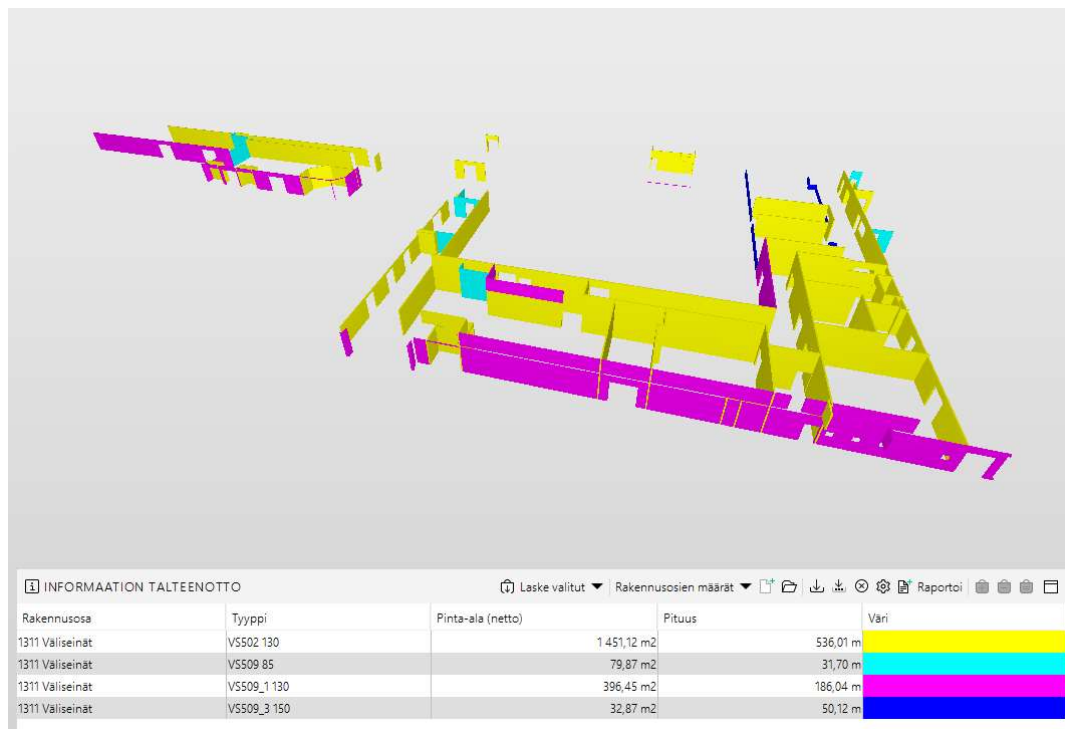 INFORMAATION TALTEENOTTO Laske valitut Rakennusosien määrät Raportoi
Rakennusosa Tyyppi Pinta-ala (netto) Pituus Väri
1311 Väliseinät VS502 130 1 451,12 m2 536,01 m
1311 Väliseinät VS509 85 79,87 m2 31,70 m
1311 Väliseinät VS509_1 130 396,45 m2 186,04 m
1311 Väliseinät VS509_3 150 32,87 m2 50,12 m